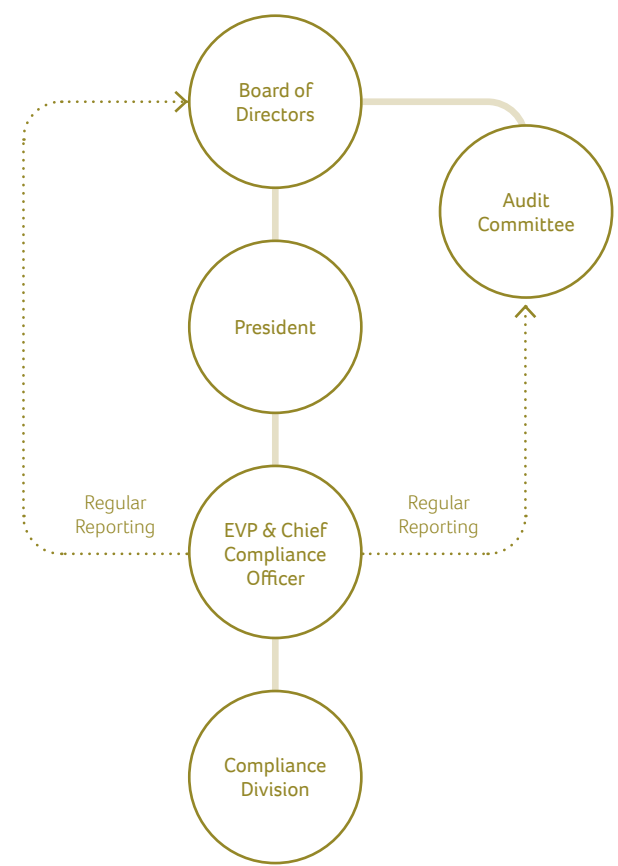 Board of
Directors
Audit
Committee
President
Regular
Reporting
EVP & Chief
Compliance
Officer
Regular
Reporting
Compliance
Division